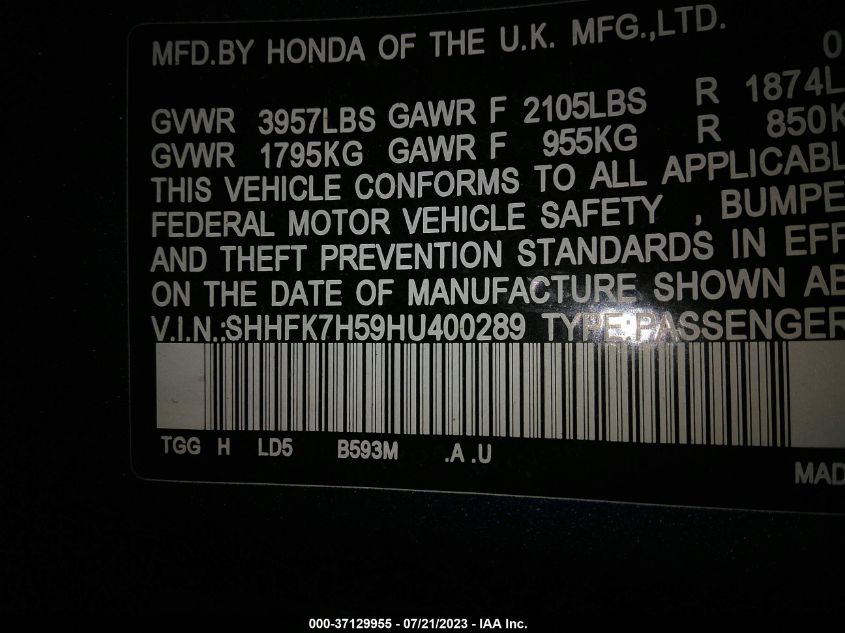 MFD.BY HONDA OF THE U.K. MFG.,LTD. 0
GVWR 3957LBS GAWR F 2105LBS R 1874L
GVWR 1795KG GAWR F 955KG R 850K
THIS VEHICLE CONFORMS TO ALL APPLICABL
FEDERAL MOTOR VEHICLE SAFETY , BUMPE
AND THEFT PREVENTION STANDARDS IN EFF
ON THE DATE OF MANUFACTURE SHOWN AB
V.I.N.:SHHFK7H59HU400289 TYPE:PASSENGER
TGG H LD5 B593M .A .U
MAD
000-37129955 - 07/21/2023 - IAA Inc.